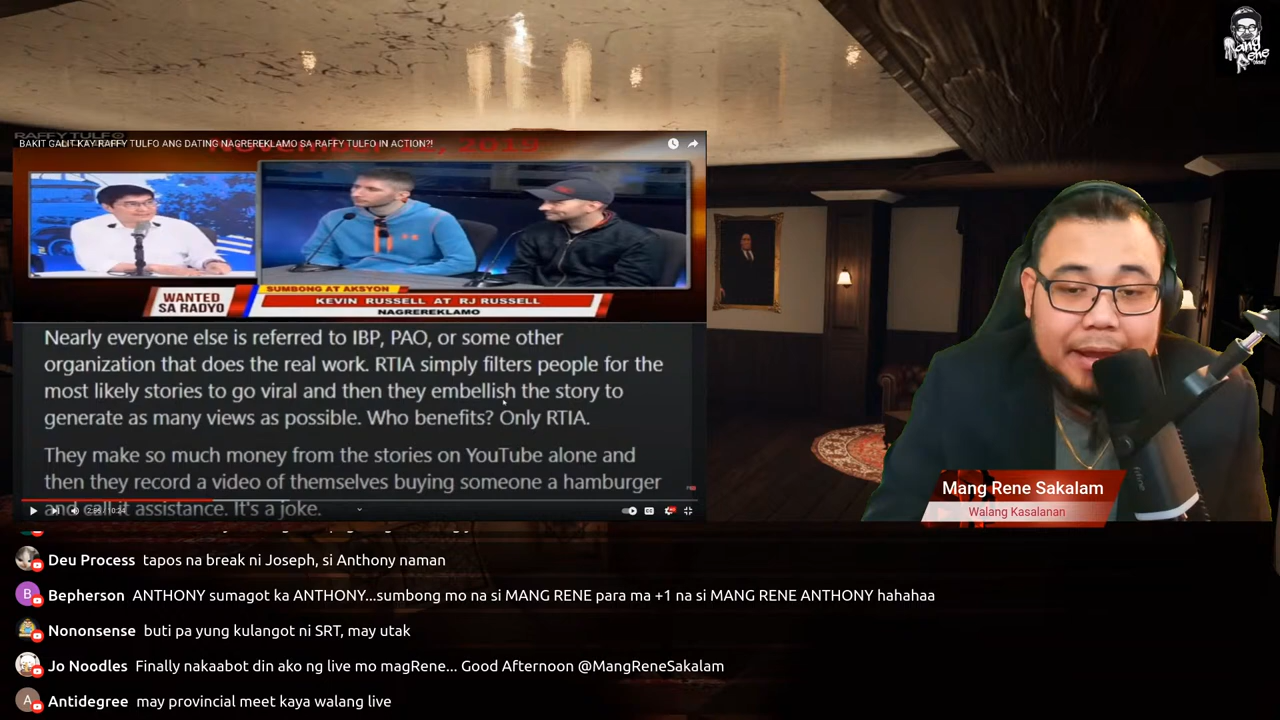 Mang
Rene
RAFFY TULFO
BAKIT GALIT KAY RAFFY TULFO ANG DATING NAGREREKLAMO SA RAFFY TULFO IN ACTION?!
2019
WANTED
SA RADYO
SUMBONG AT AKSYON
KEVIN RUSSELL AT RJ RUSSELL
NAGREREKLAMO
Nearly everyone else is referred to IBP, PAO, or some other
organization that does the real work. RTIA simply filters people for the
most likely stories to go viral and then they embellish the story to
generate as many views as possible. Who benefits? Only RTIA.
They make so much money from the stories on YouTube alone and
then they record a video of themselves buying someone a hamburger
and call it assistance. It's a joke.
Mang Rene Sakalam
Walang Kasalanan
Deu Process tapos na break ni Joseph, si Anthony naman
B Bepherson ANTHONY sumagot ka ANTHONY...sumbong mo na si MANG RENE para ma +1 na si MANG RENE ANTHONY hahahaa
Nononsense buti pa yung kulangot ni SRT, may utak
Jo Noodles Finally nakaabot din ako ng live mo magRene... Good Afternoon @MangReneSakalam
A Antidegree may provincial meet kaya walang live